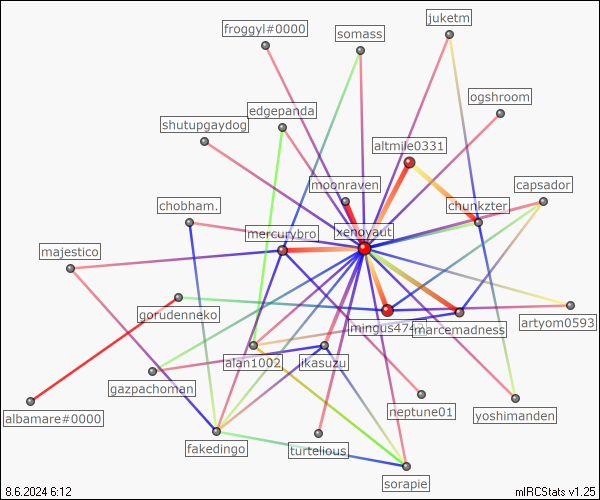 juketm
froggyl#0000
somass
ogshroom
edgepanda
shutupgaydog
altmile0331
moonraven
capsador
chobham.
chunkzter
mercurybro
xenoyaut
majestico
gorudenneko
artyom0593
mingus474
marcemadness
alan1002
ikasuzu
gazpachoman
neptune01
yoshimanden
albamare#0000
fakedingo
turtelious
sorapie
8.6.2024 6:12
mIRCStats v1.25